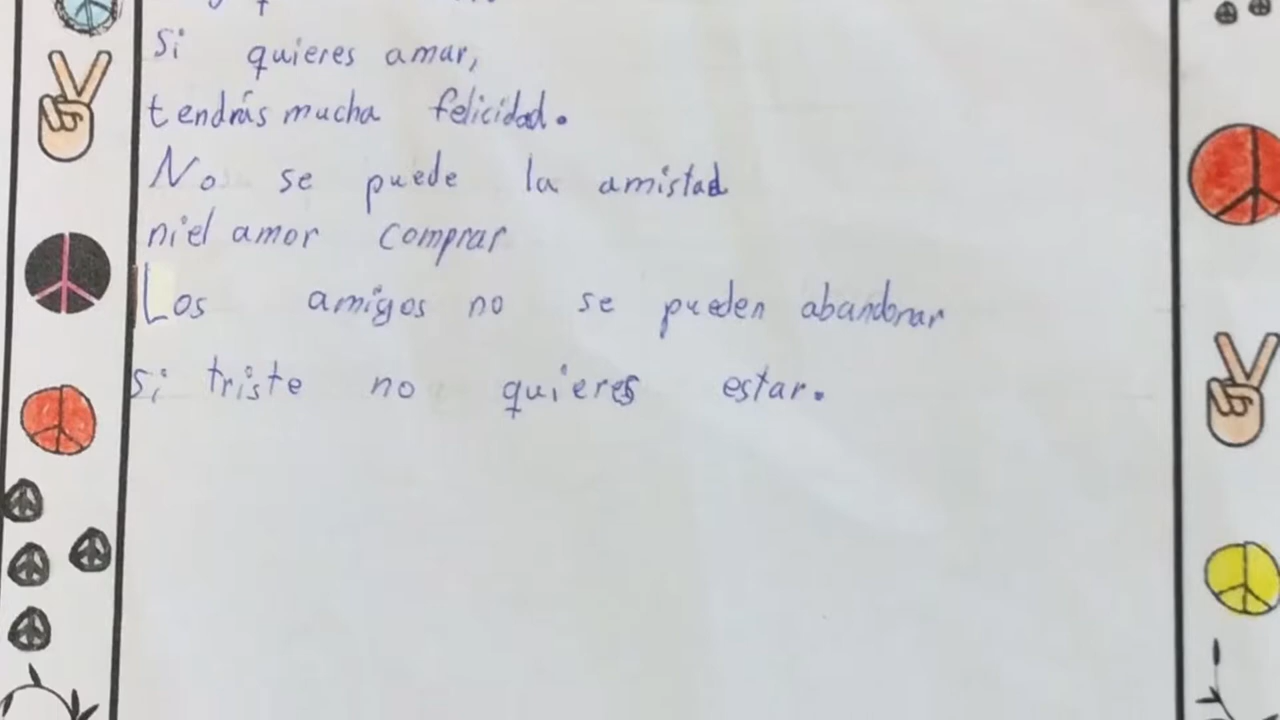 Si quieres amar,
tendrás mucha felicidad.
No se puede la amistad
ni el amor comprar
Los amigos no se pueden abandonar
si triste no quieres estar.